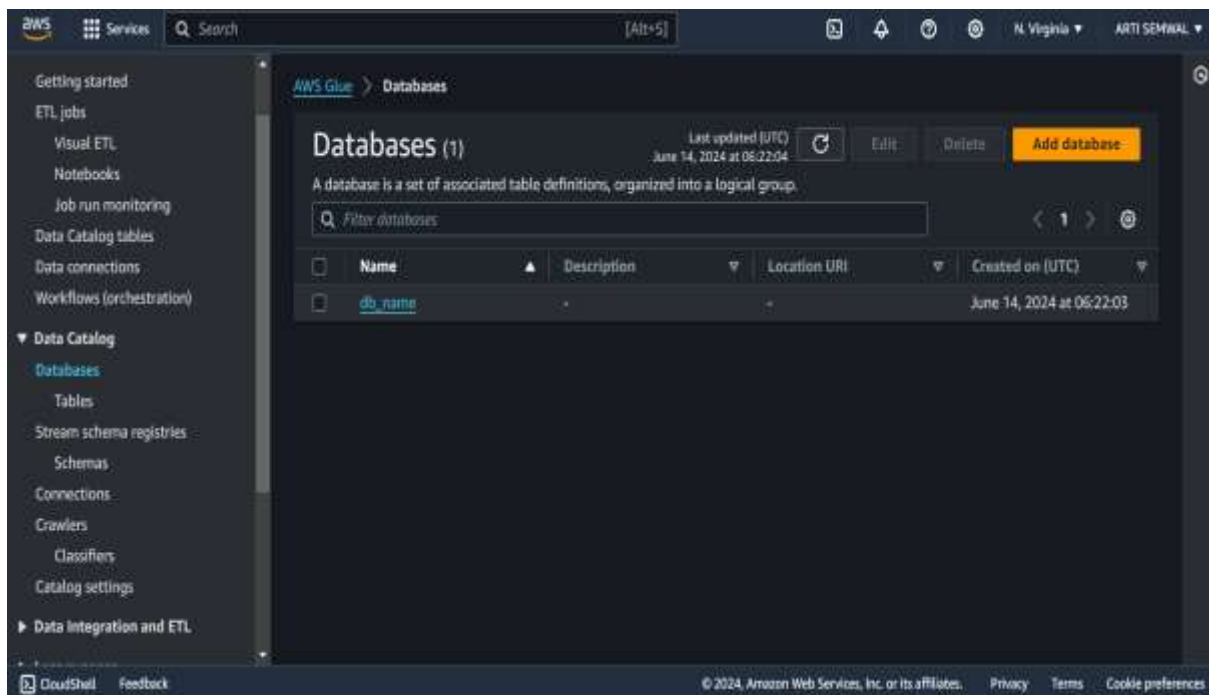 aws Services Search [Alt+S] N. Virginia ▼ ARTI SEMWAL ▼
Getting started
ETL jobs
Visual ETL
Notebooks
Job run monitoring
Data Catalog tables
Data connections
Workflows (orchestration)
Data Catalog
Databases
Tables
Stream schema registries
Schemas
Connections
Crawlers
Classifiers
Catalog settings
Data Integration and ETL
AWS Glue > Databases
Databases (1)
Last updated (UTC)
June 14, 2024 at 06:22:04
Edit Delete Add database
A database is a set of associated table definitions, organized into a logical group.
Filter databases
< 1 >
Name Description Location URI Created on (UTC)
db_name - - June 14, 2024 at 06:22:03
CloudShell Feedback © 2024, Amazon Web Services, Inc. or its affiliates. Privacy Terms Cookie preferences